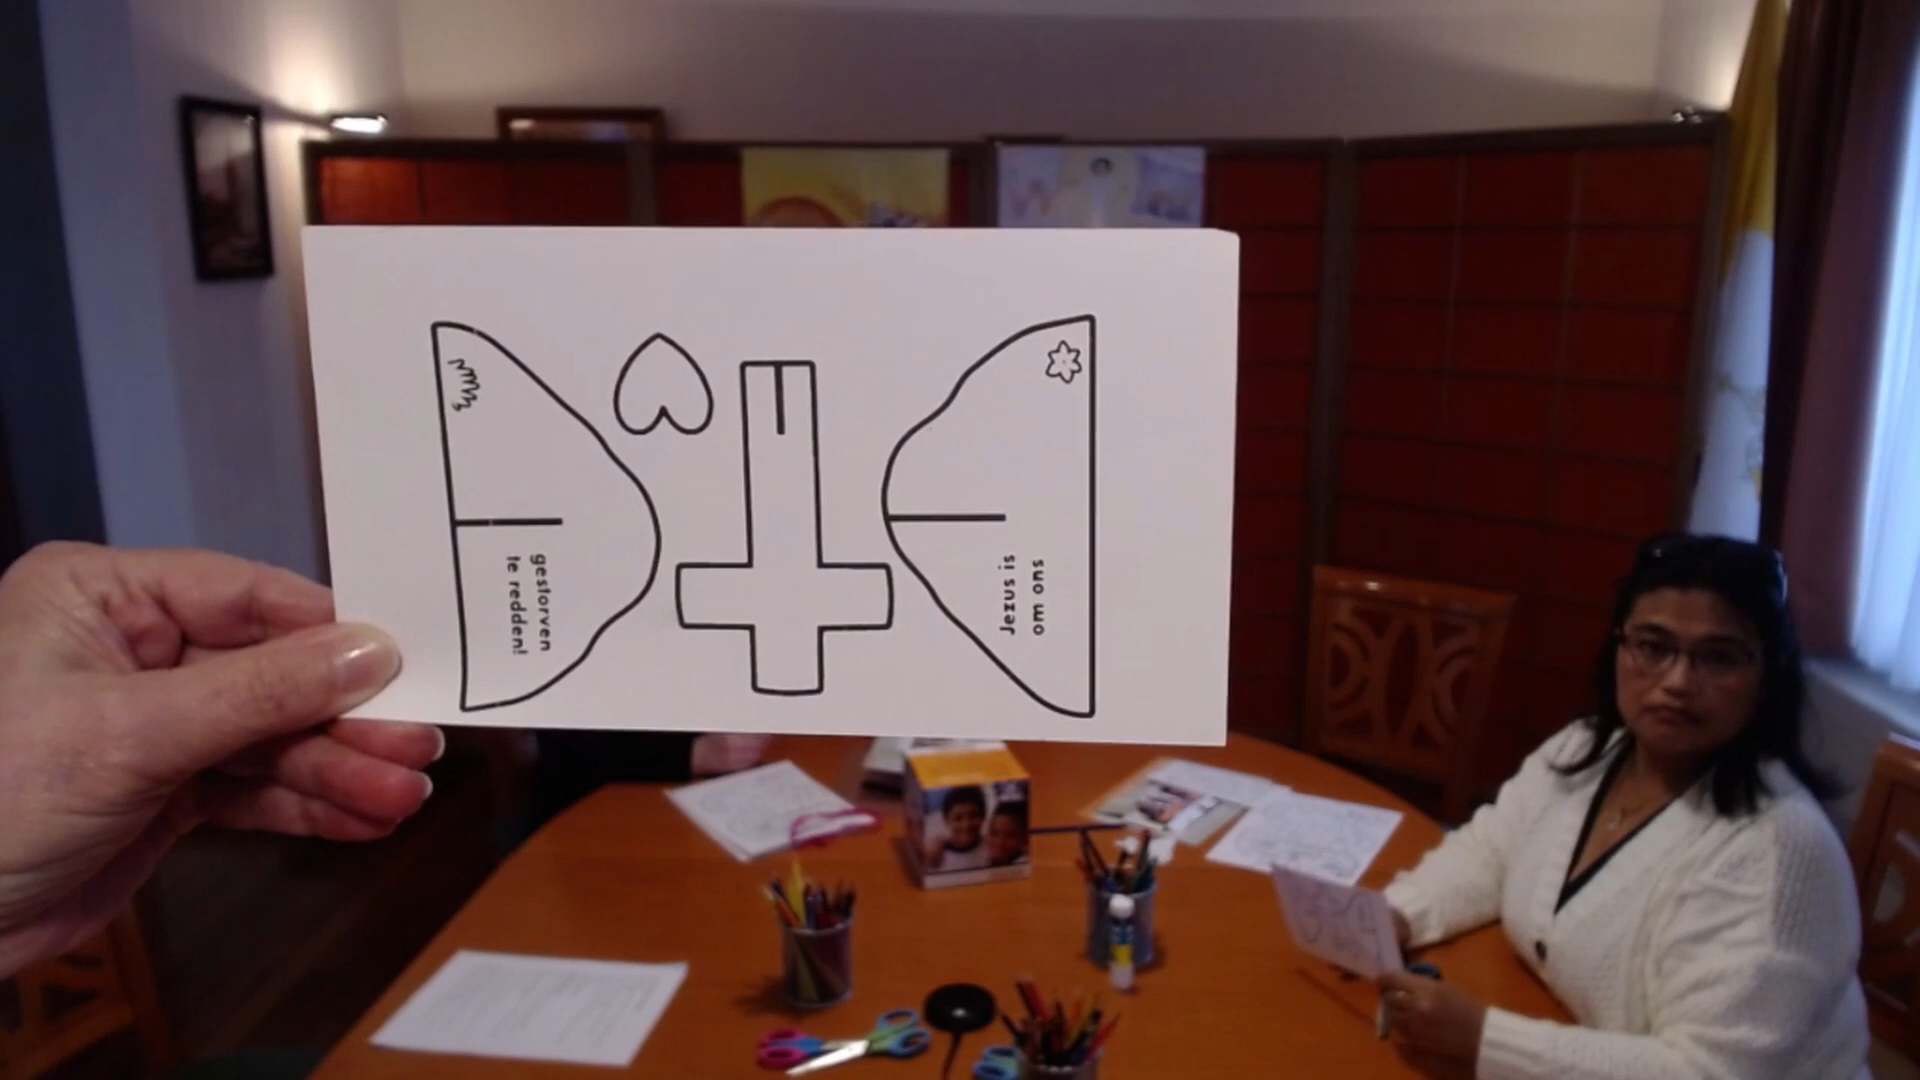 Jezus is
om ons
gestorven
te redden!